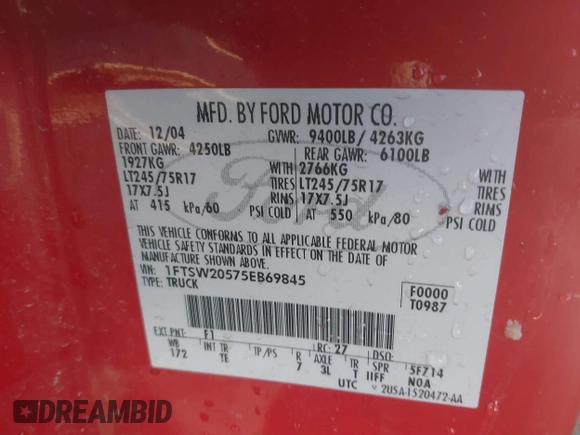 MFD. BY FORD MOTOR CO.
DATE: 12/04 GVWR: 9400LB / 4263KG
FRONT GAWR: 4250LB REAR GAWR: 6100LB
1927KG WITH 2766KG WITH
LT245/75R17 TIRES LT245/75R17 TIRES
17X7.5J RIMS 17X7.5J RIMS
AT 415 kPa/60 PSI COLD AT 550 kPa/80 PSI COLD
THIS VEHICLE CONFORMS TO ALL APPLICABLE FEDERAL MOTOR
VEHICLE SAFETY STANDARDS IN EFFECT ON THE DATE OF
MANUFACTURE SHOWN ABOVE.
VIN: 1FTSW20575EB69845
TYPE: TRUCK
F0000
T0987
EXT PNT: F1 RC: 27 DSO:
WB INT TR TP/PS R AXLE TR SPR 5F714
172 TE 7 3L T IIFF N0A
UTC ▽ 2USA-1520472-AA
Ford
DREAMBID